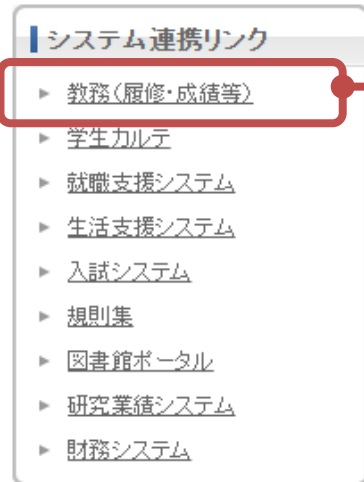 システム連携リンク
教務(履修・成績等)
学生カルテ
就職支援システム
生活支援システム
入試システム
規則集
図書館ポータル
研究業績システム
財務システム